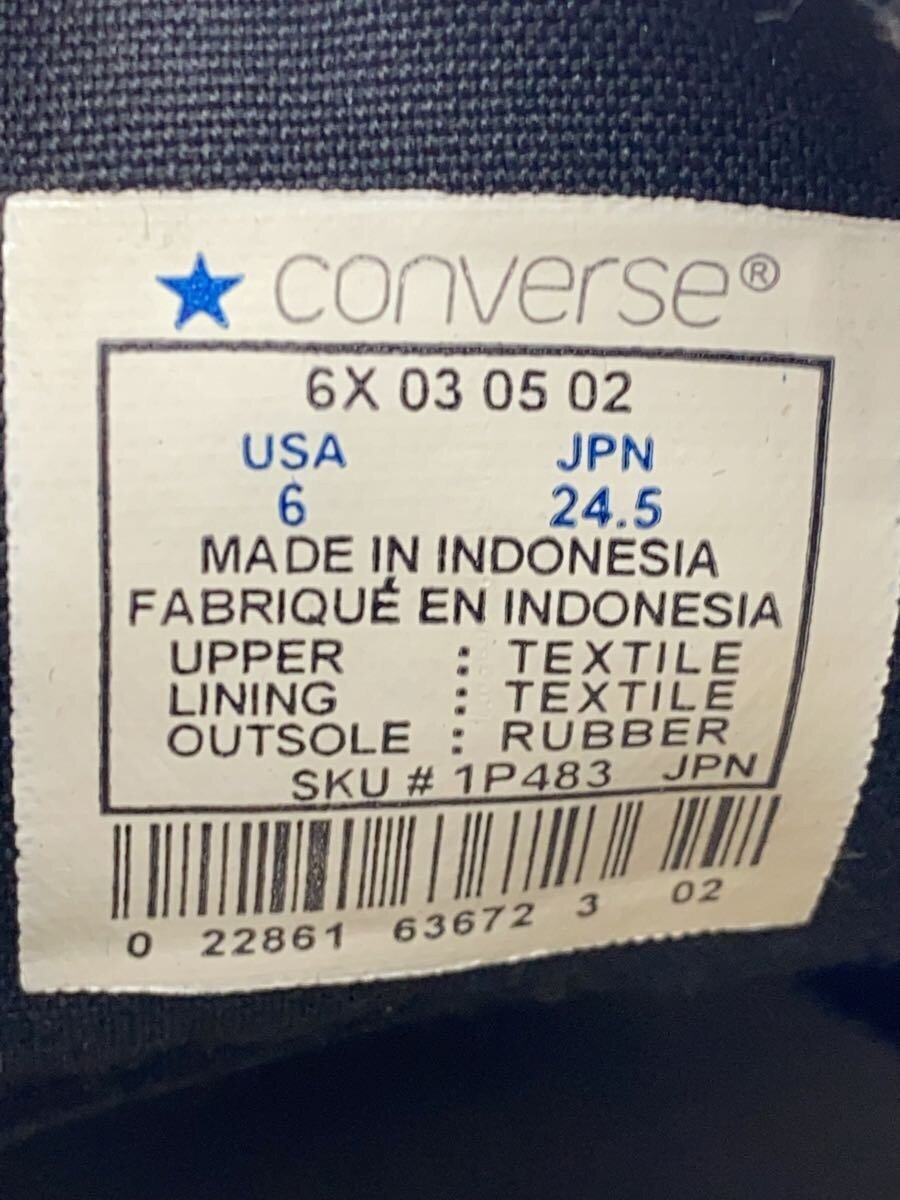 converse®
6X 03 05 02
USA JPN
6 24.5
MADE IN INDONESIA
FABRIQUÉ EN INDONESIA
UPPER : TEXTILE
LINING : TEXTILE
OUTSOLE : RUBBER
SKU # 1P483 JPN
0 22861 63672 3 02